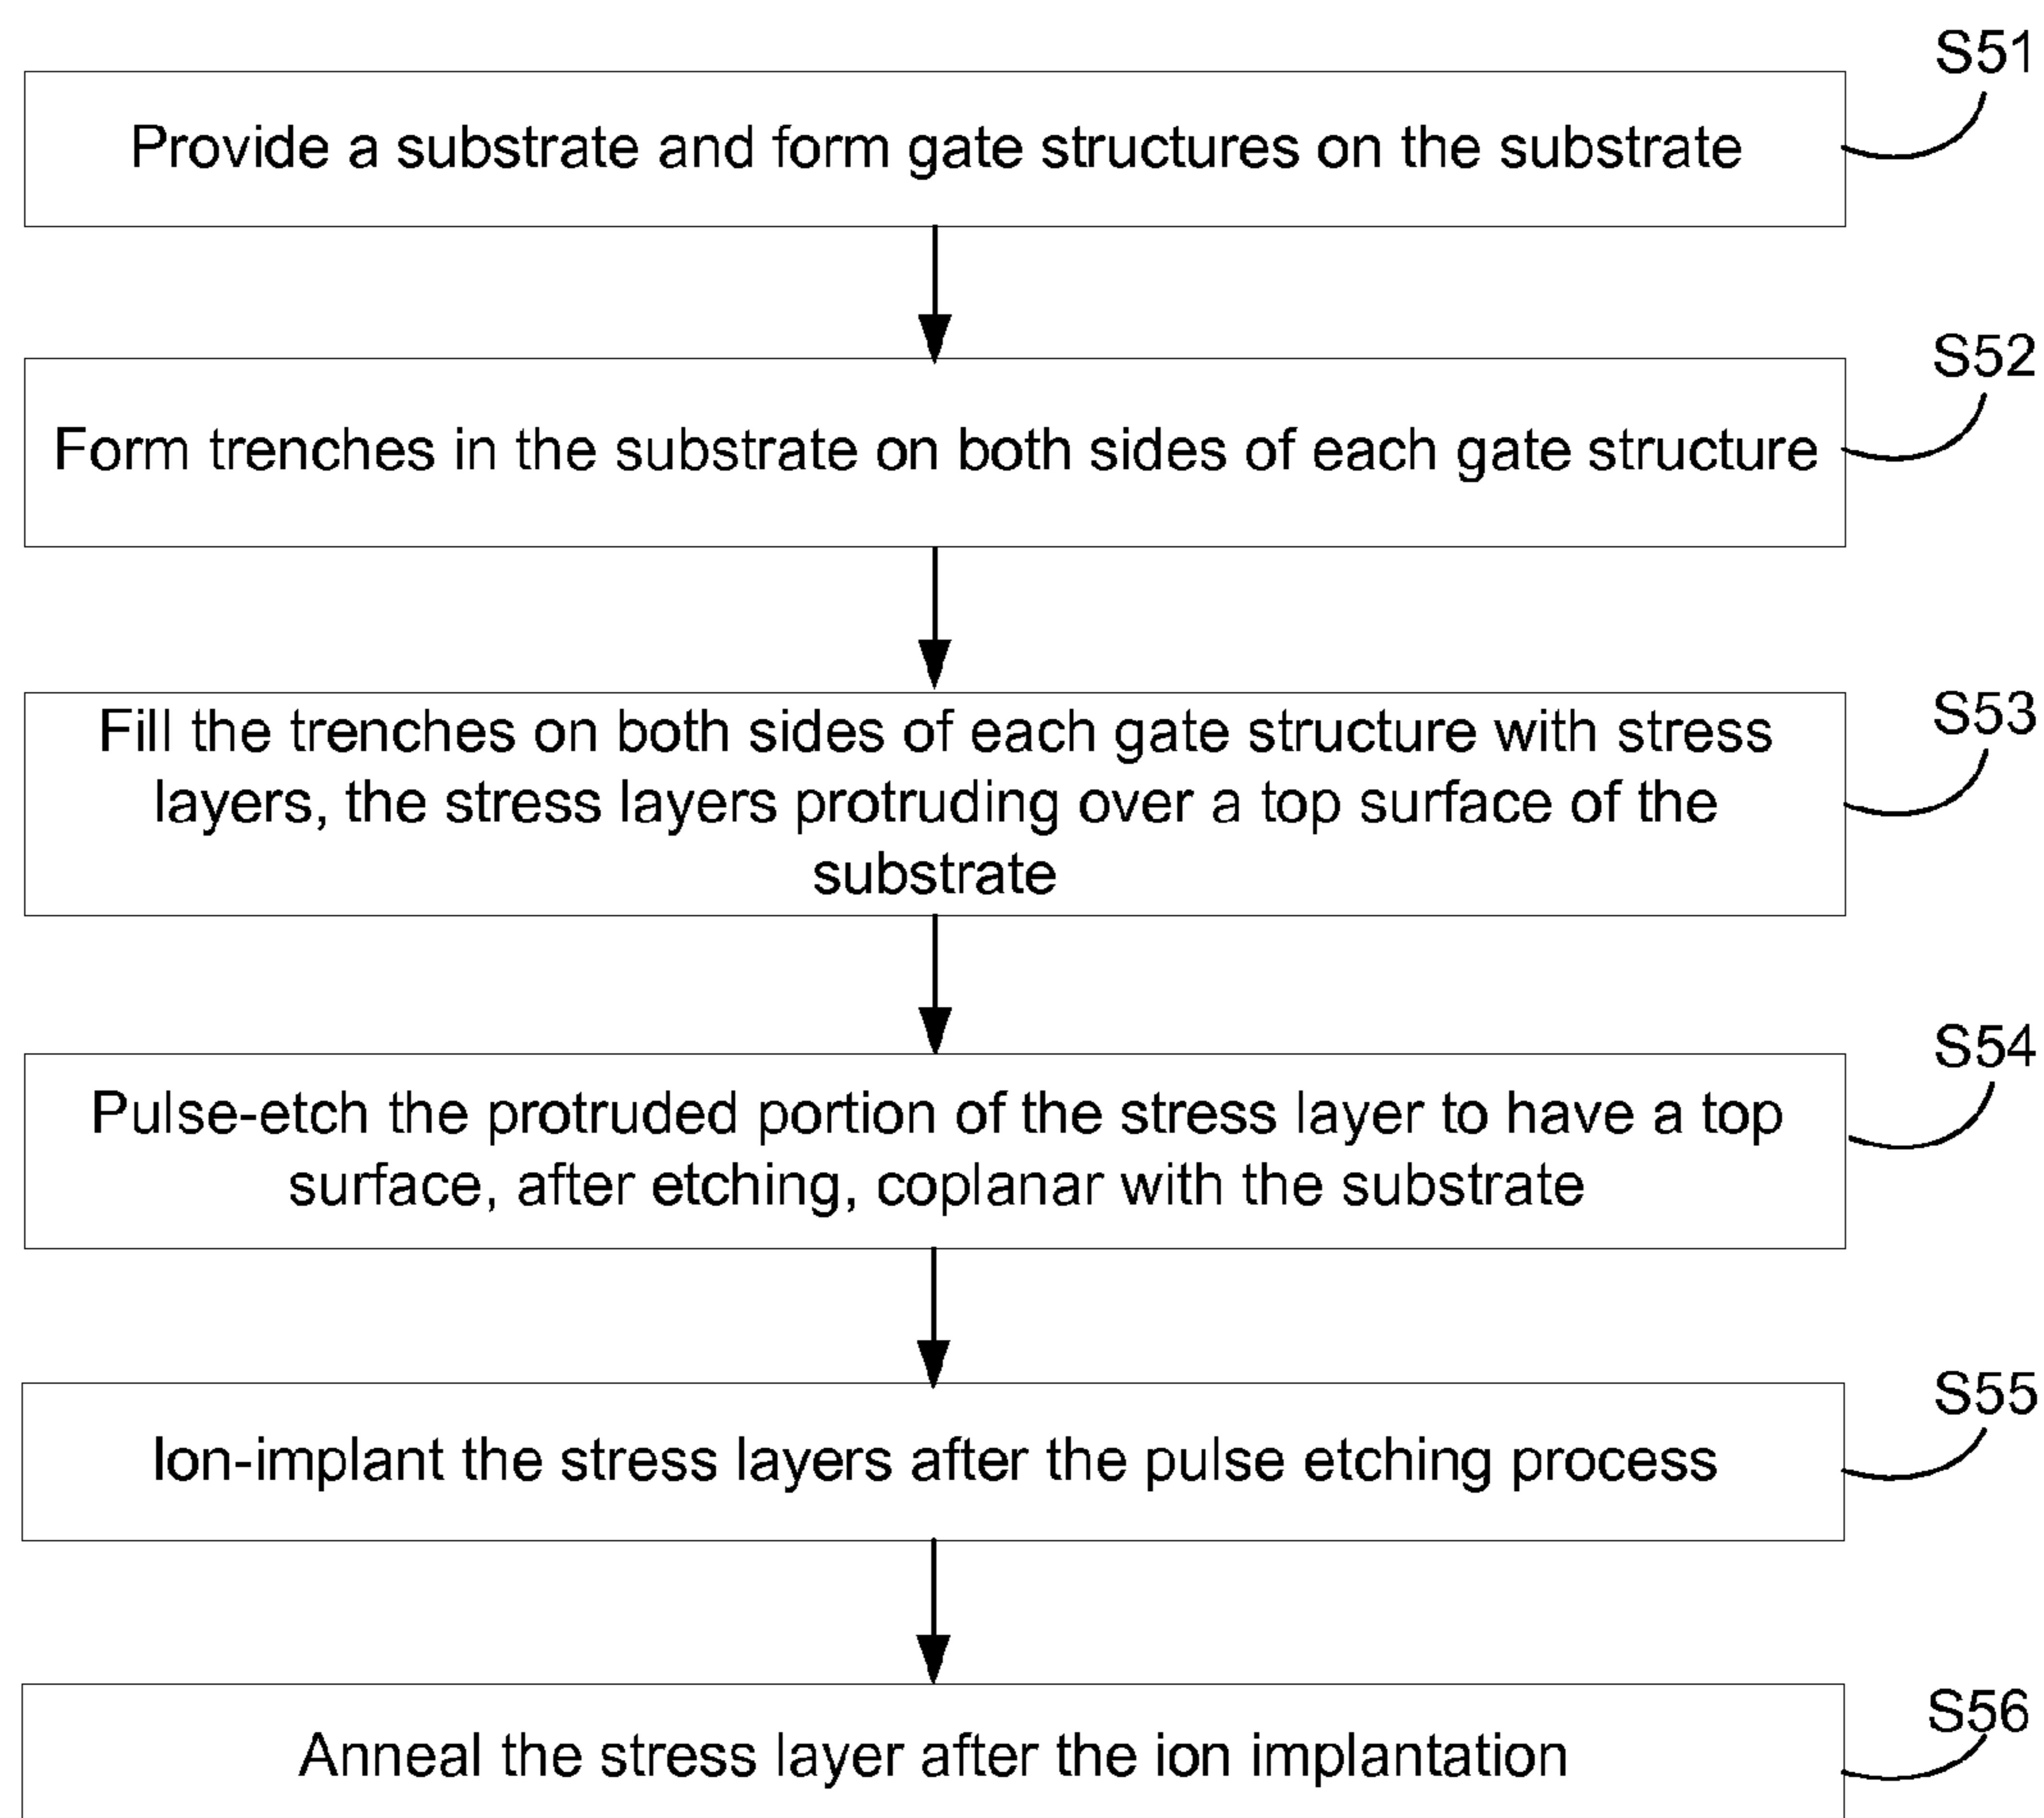 S51
Provide a substrate and form gate structures on the substrate
S52
Form trenches in the substrate on both sides of each gate structure
S53
Fill the trenches on both sides of each gate structure with stress
layers, the stress layers protruding over a top surface of the
substrate
S54
Pulse-etch the protruded portion of the stress layer to have a top
surface, after etching, coplanar with the substrate
S55
Ion-implant the stress layers after the pulse etching process
S56
Anneal the stress layer after the ion implantation